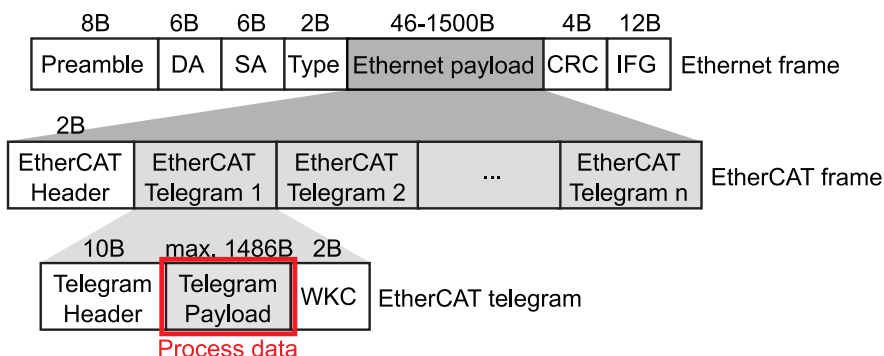 8B 6B 6B 2B 46-1500B 4B 12B
Preamble DA SA Type Ethernet payload CRC IFG Ethernet frame
2B
EtherCAT EtherCAT EtherCAT EtherCAT
Header Telegram 1 Telegram 2 ... Telegram n EtherCAT frame
10B max. 1486B 2B
Telegram Telegram
Header Payload WKC EtherCAT telegram
Process data